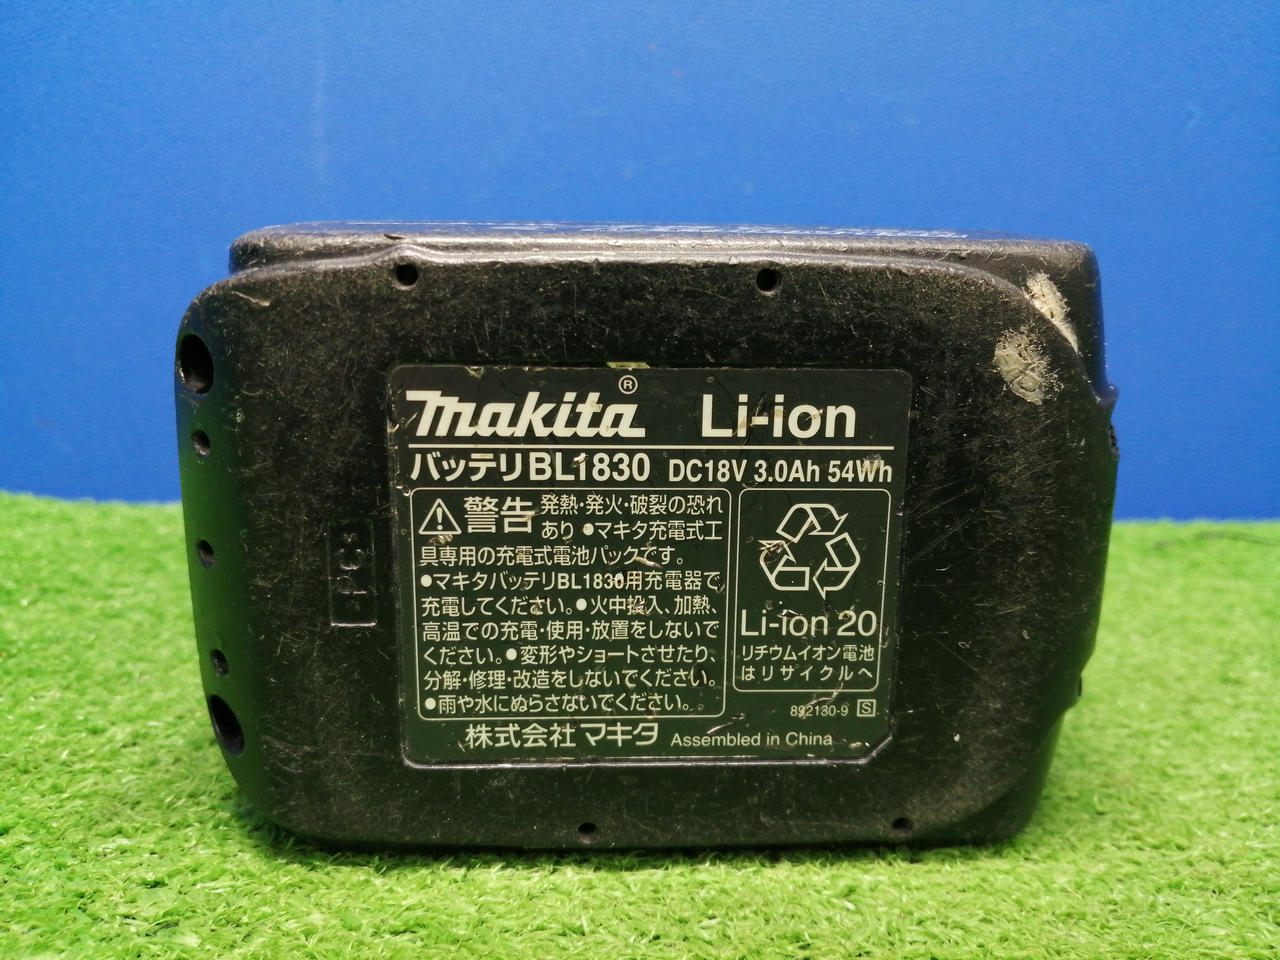 makita® Li-ion
バッテリBL1830 DC18V 3.0Ah 54Wh
警告 発熱・発火・破裂の恐れ
あり ●マキタ充電式工
具専用の充電式電池パックです。
●マキタバッテリBL1830用充電器で
充電してください。●火中投入、加熱、
高温での充電・使用・放置をしないで
ください。●変形やショートさせたり、
分解・修理・改造をしないでください。
●雨や水にぬらさないでください。
Li-ion 20
リチウムイオン電池
はリサイクルへ
892130-9 S
株式会社マキタ Assembled in China